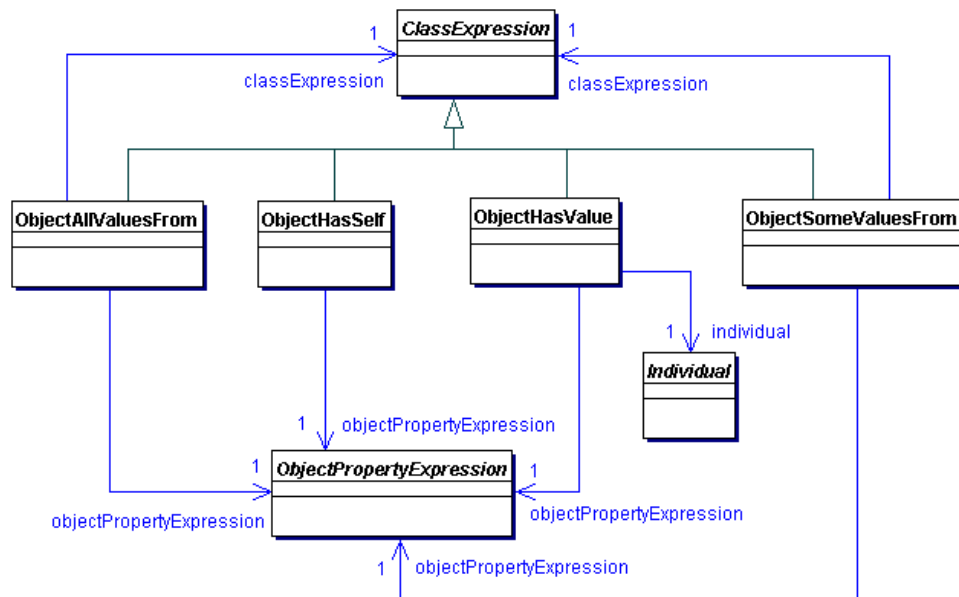 1
ClassExpression
1
classExpression
classExpression
ObjectAllValuesFrom
ObjectHasSelf
ObjectHasValue
ObjectSomeValuesFrom
1
individual
Individual
1
objectPropertyExpression
1
ObjectPropertyExpression
1
objectPropertyExpression
objectPropertyExpression
1
objectPropertyExpression